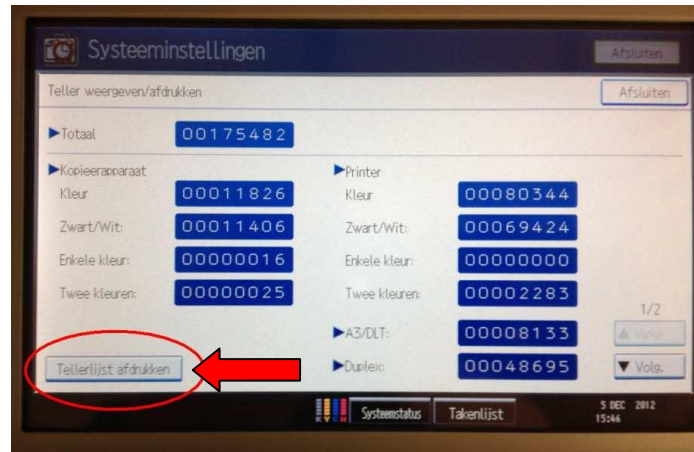 Systeeminstellingen
Afsluiten
Teller weergeven/afdrukken
Afsluiten
Totaal 00175482
Kopieerapparaat
Kleur 00011826
Zwart/Wit: 00011406
Enkele kleur: 00000016
Twee kleuren: 00000025
Printer
Kleur 00080344
Zwart/Wit: 00069424
Enkele kleur: 00000000
Twee kleuren: 00002283
A3/DLT: 00008133
Duplex: 00048695
1/2
▼ Volg.
Tellerlijst afdrukken
K Y C M
Systeemstatus
Takenlijst
5 DEC 2012
15:46